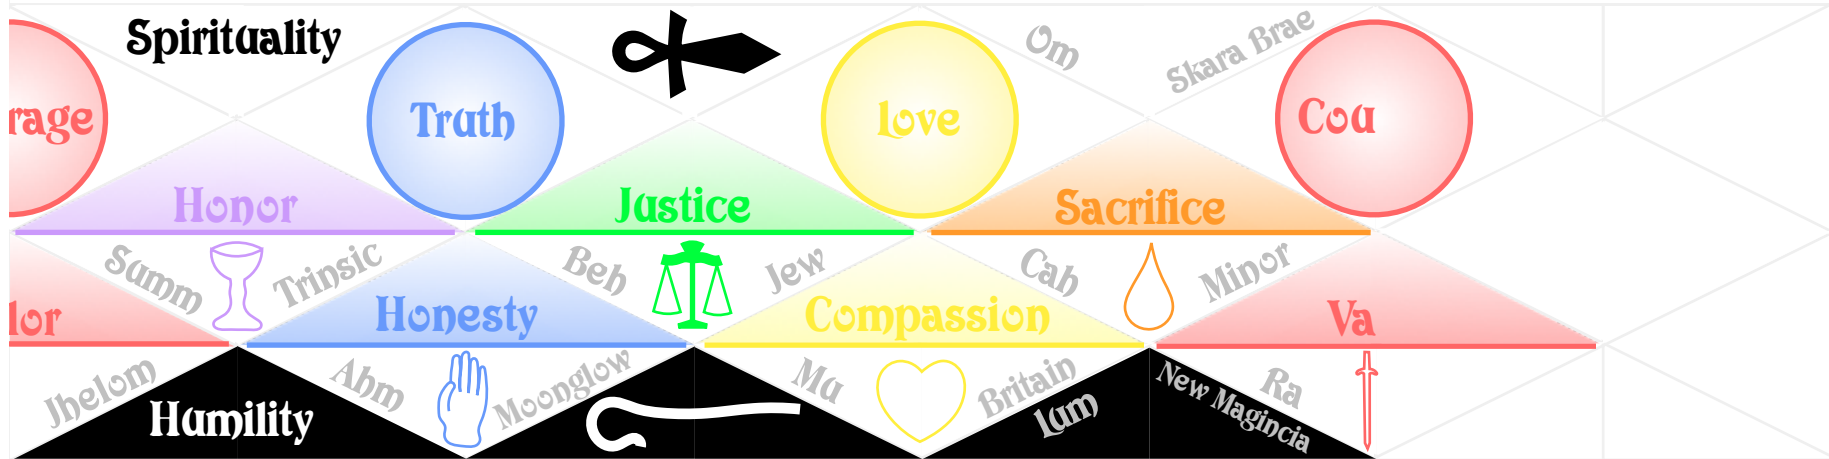 Spirituality
Om
Skara Brae
rage
Truth
Love
Cou
Honor
Justice
Sacrifice
Summ
Trinsic
Beh
Jew
Cah
Minor
lor
Honesty
Compassion
Va
Jhelom
Ahm
Moonglow
Mu
Britain
New Magincia
Ra
Humility
Lum